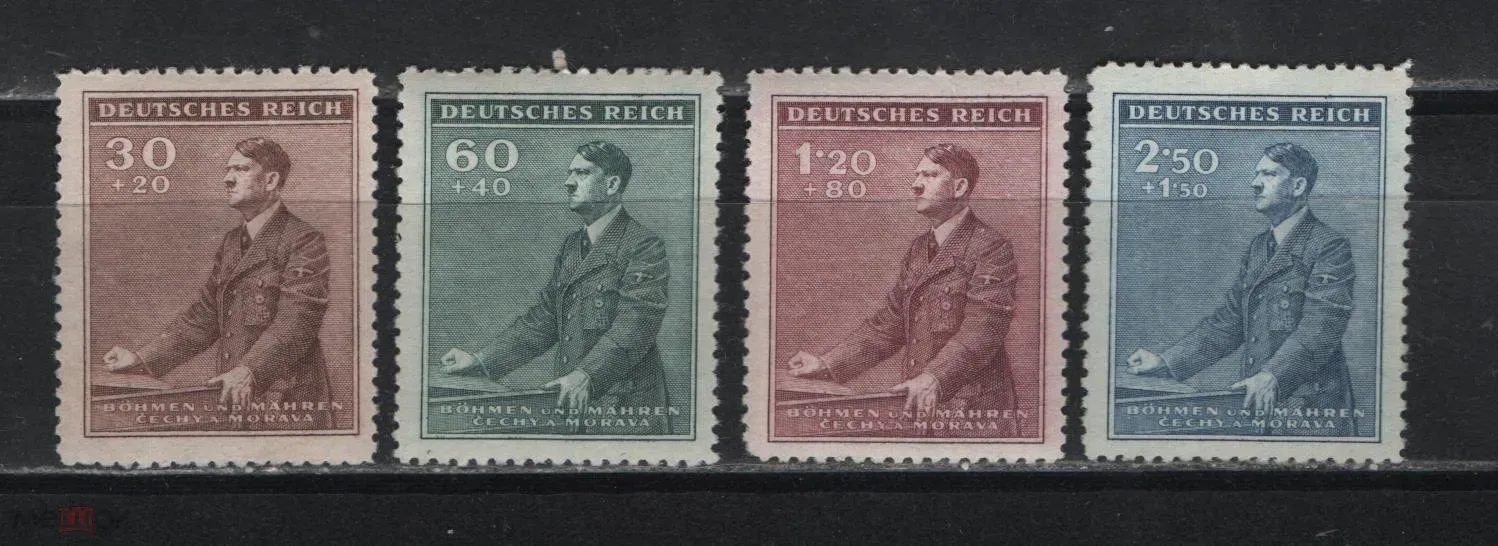 DEUTSCHES REICH
30
+ 20
BÖHMEN UND MÄHREN
ČECHY A MORAVA
DEUTSCHES REICH
60
+ 40
BÖHMEN UND MÄHREN
ČECHY A MORAVA
DEUTSCHES REICH
1·20
+ 80
BÖHMEN UND MÄHREN
ČECHY A MORAVA
DEUTSCHES REICH
2·50
+ 1·50
BÖHMEN UND MÄHREN
ČECHY A MORAVA